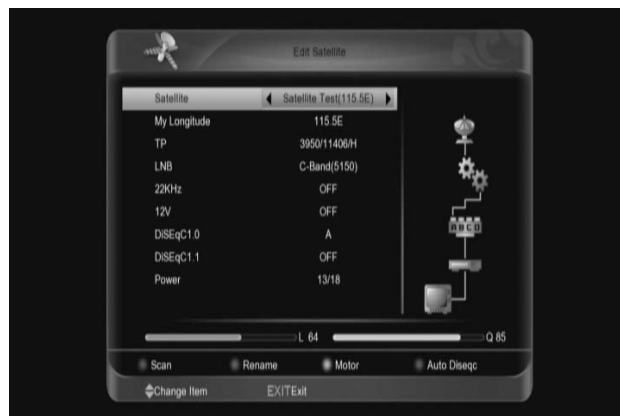 Edit Satellite
Satellite Satellite Test(115.5E)
My Longitude 115.5E
TP 3950/11406/H
LNB C-Band(5150)
22KHz OFF
12V OFF
DiSEqC1.0 A
DiSEqC1.1 OFF
Power 13/18
ABCD
L 64 Q 85
Scan Rename Motor Auto Diseqc
Change Item EXITExit